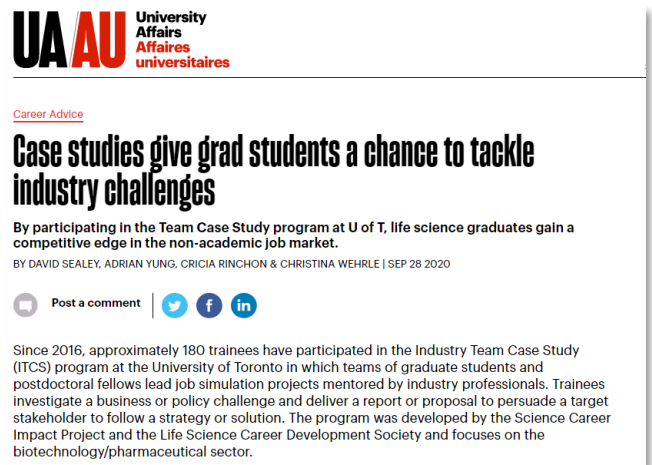 UA/AU University
Affairs
Affaires
universitaires
Career Advice
Case studies give grad students a chance to tackle
industry challenges
By participating in the Team Case Study program at U of T, life science graduates gain a
competitive edge in the non-academic job market.
BY DAVID SEALEY, ADRIAN YUNG, CRICIA RINCHON & CHRISTINA WEHRLE | SEP 28 2020
Post a comment
Since 2016, approximately 180 trainees have participated in the Industry Team Case Study
(ITCS) program at the University of Toronto in which teams of graduate students and
postdoctoral fellows lead job simulation projects mentored by industry professionals. Trainees
investigate a business or policy challenge and deliver a report or proposal to persuade a target
stakeholder to follow a strategy or solution. The program was developed by the Science Career
Impact Project and the Life Science Career Development Society and focuses on the
biotechnology/pharmaceutical sector.